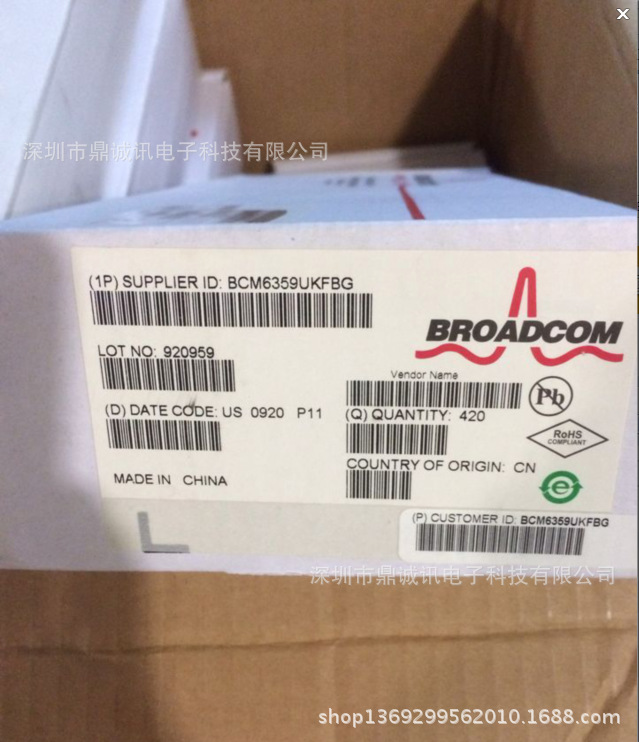 深圳市鼎诚讯电子科技有限公司
(1P) SUPPLIER ID: BCM6359UKFBG
BROADCOM
LOT NO: 920959
Vendor Name
Pb
(D) DATE CODE: US 0920 P11
(Q) QUANTITY: 420
RoHS
COMPLIANT
COUNTRY OF ORIGIN: CN
MADE IN CHINA
e
(P) CUSTOMER ID: BCM6359UKFBG
深圳市鼎诚讯电子科技有限公司
shop1369299562010.1688.com